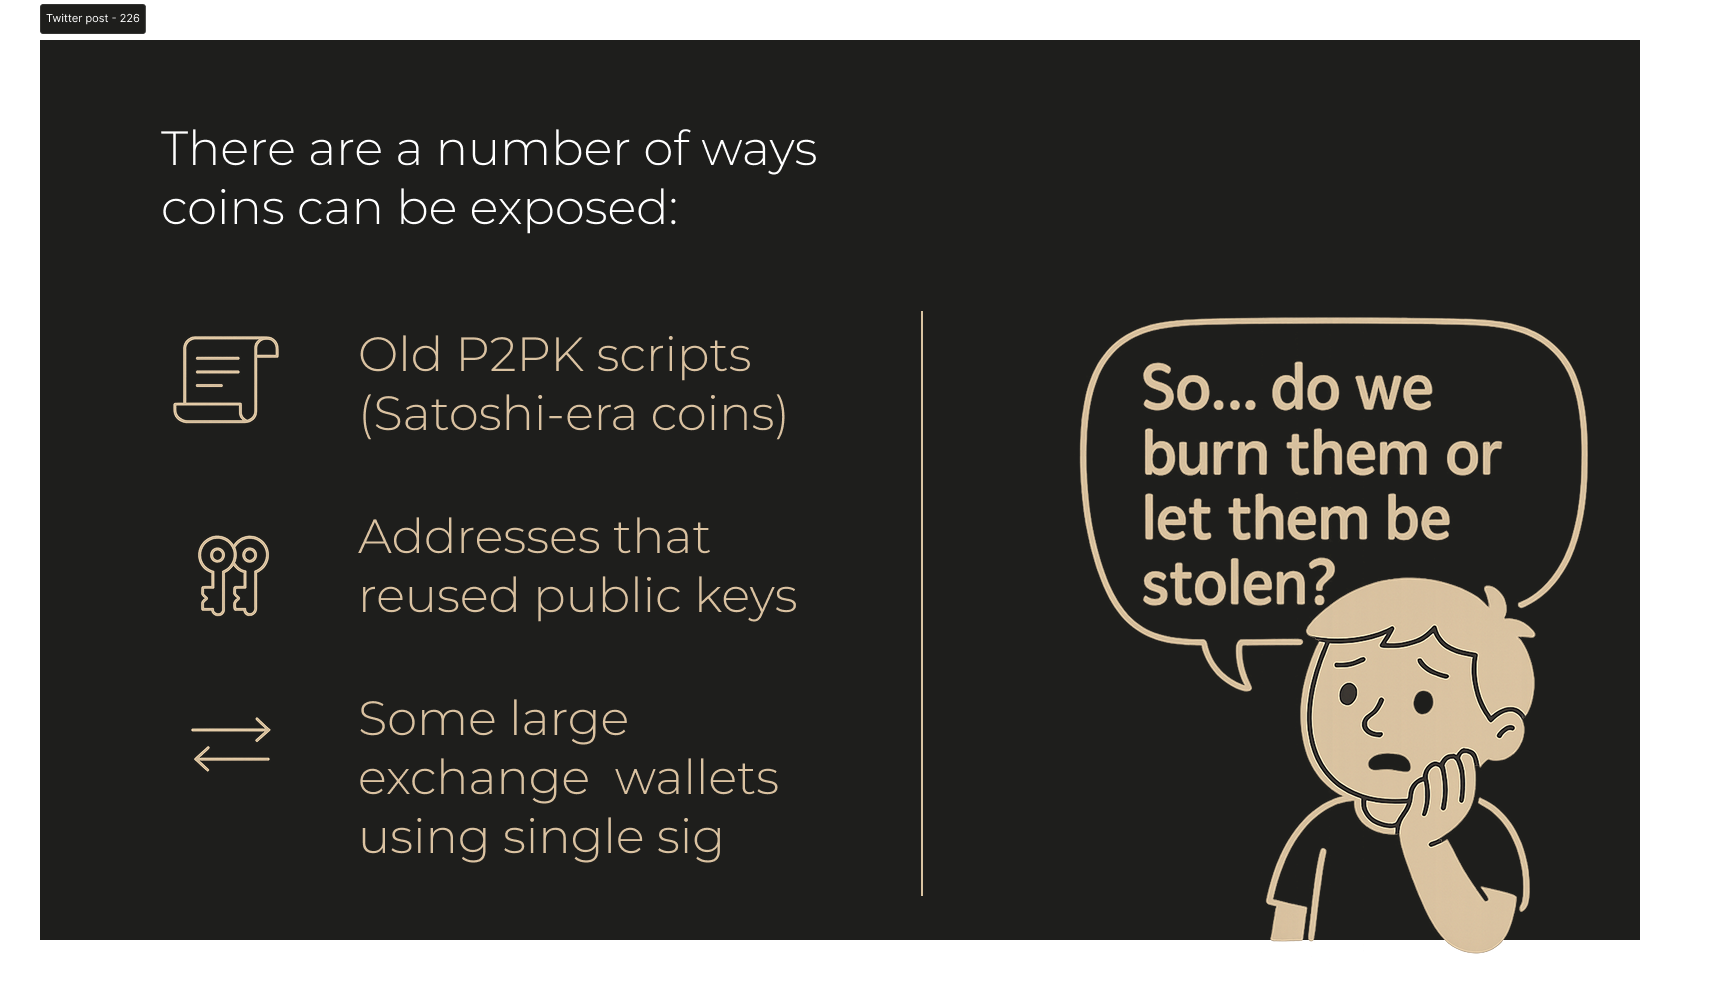 Twitter post - 226
There are a number of ways
coins can be exposed:
Old P2PK scripts
(Satoshi-era coins)
Addresses that
reused public keys
Some large
exchange  wallets
using single sig
So... do we
burn them or
let them be
stolen?